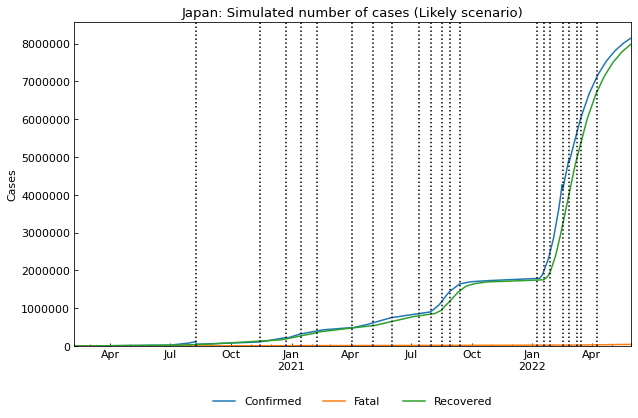 Japan: Simulated number of cases (Likely scenario)
Cases
8000000
7000000
6000000
5000000
4000000
3000000
2000000
1000000
0
Apr Jul Oct Jan Apr Jul Oct Jan Apr
2021 2022
Confirmed Fatal Recovered